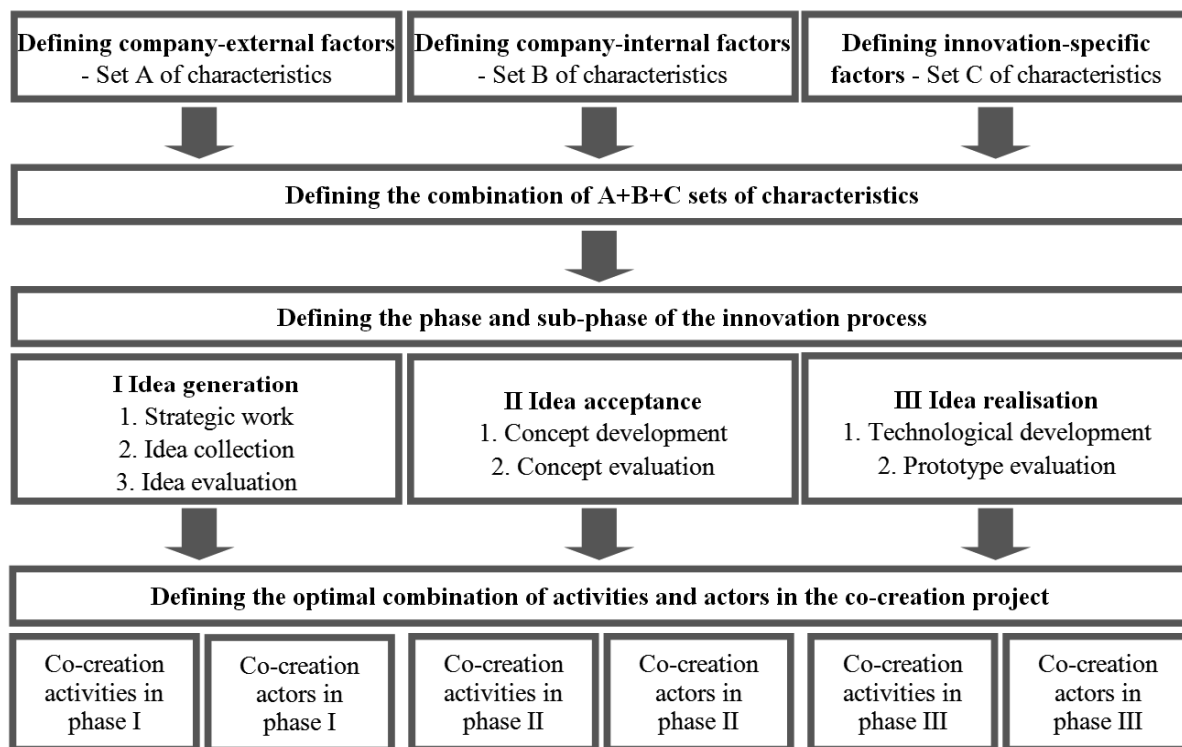 Defining company-external factors
- Set A of characteristics
Defining company-internal factors
- Set B of characteristics
Defining innovation-specific
factors - Set C of characteristics
Defining the combination of A+B+C sets of characteristics
Defining the phase and sub-phase of the innovation process
I Idea generation
1. Strategic work
2. Idea collection
3. Idea evaluation
II Idea acceptance
1. Concept development
2. Concept evaluation
III Idea realisation
1. Technological development
2. Prototype evaluation
Defining the optimal combination of activities and actors in the co-creation project
Co-creation
activities in
phase I
Co-creation
actors in
phase I
Co-creation
activities in
phase II
Co-creation
actors in
phase II
Co-creation
activities in
phase III
Co-creation
actors in
phase III